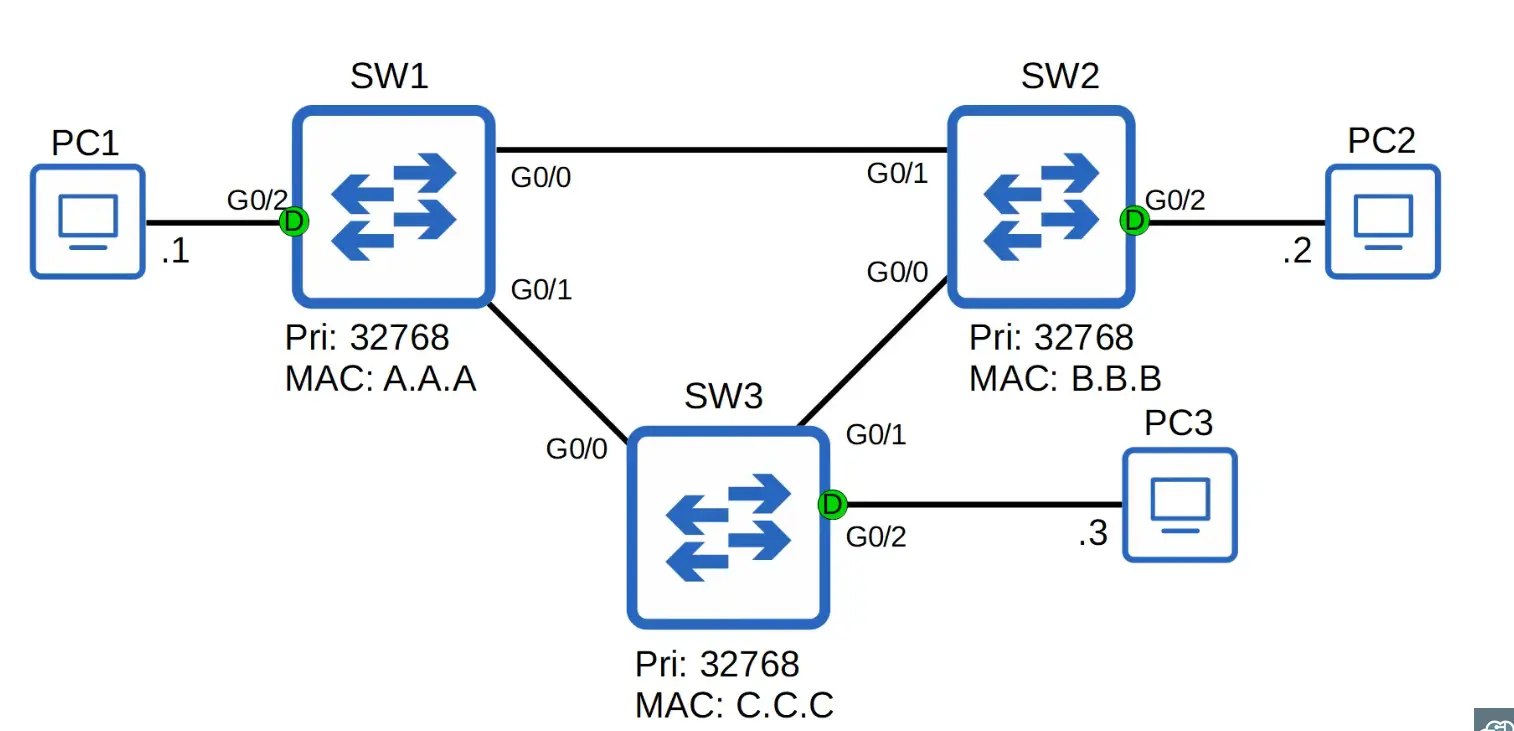 SW1
SW2
PC1
PC2
G0/2
D
G0/0
G0/1
D
G0/2
.1
.2
G0/1
G0/0
Pri: 32768
MAC: A.A.A
Pri: 32768
MAC: B.B.B
SW3
PC3
G0/0
G0/1
D
G0/2
.3
Pri: 32768
MAC: C.C.C